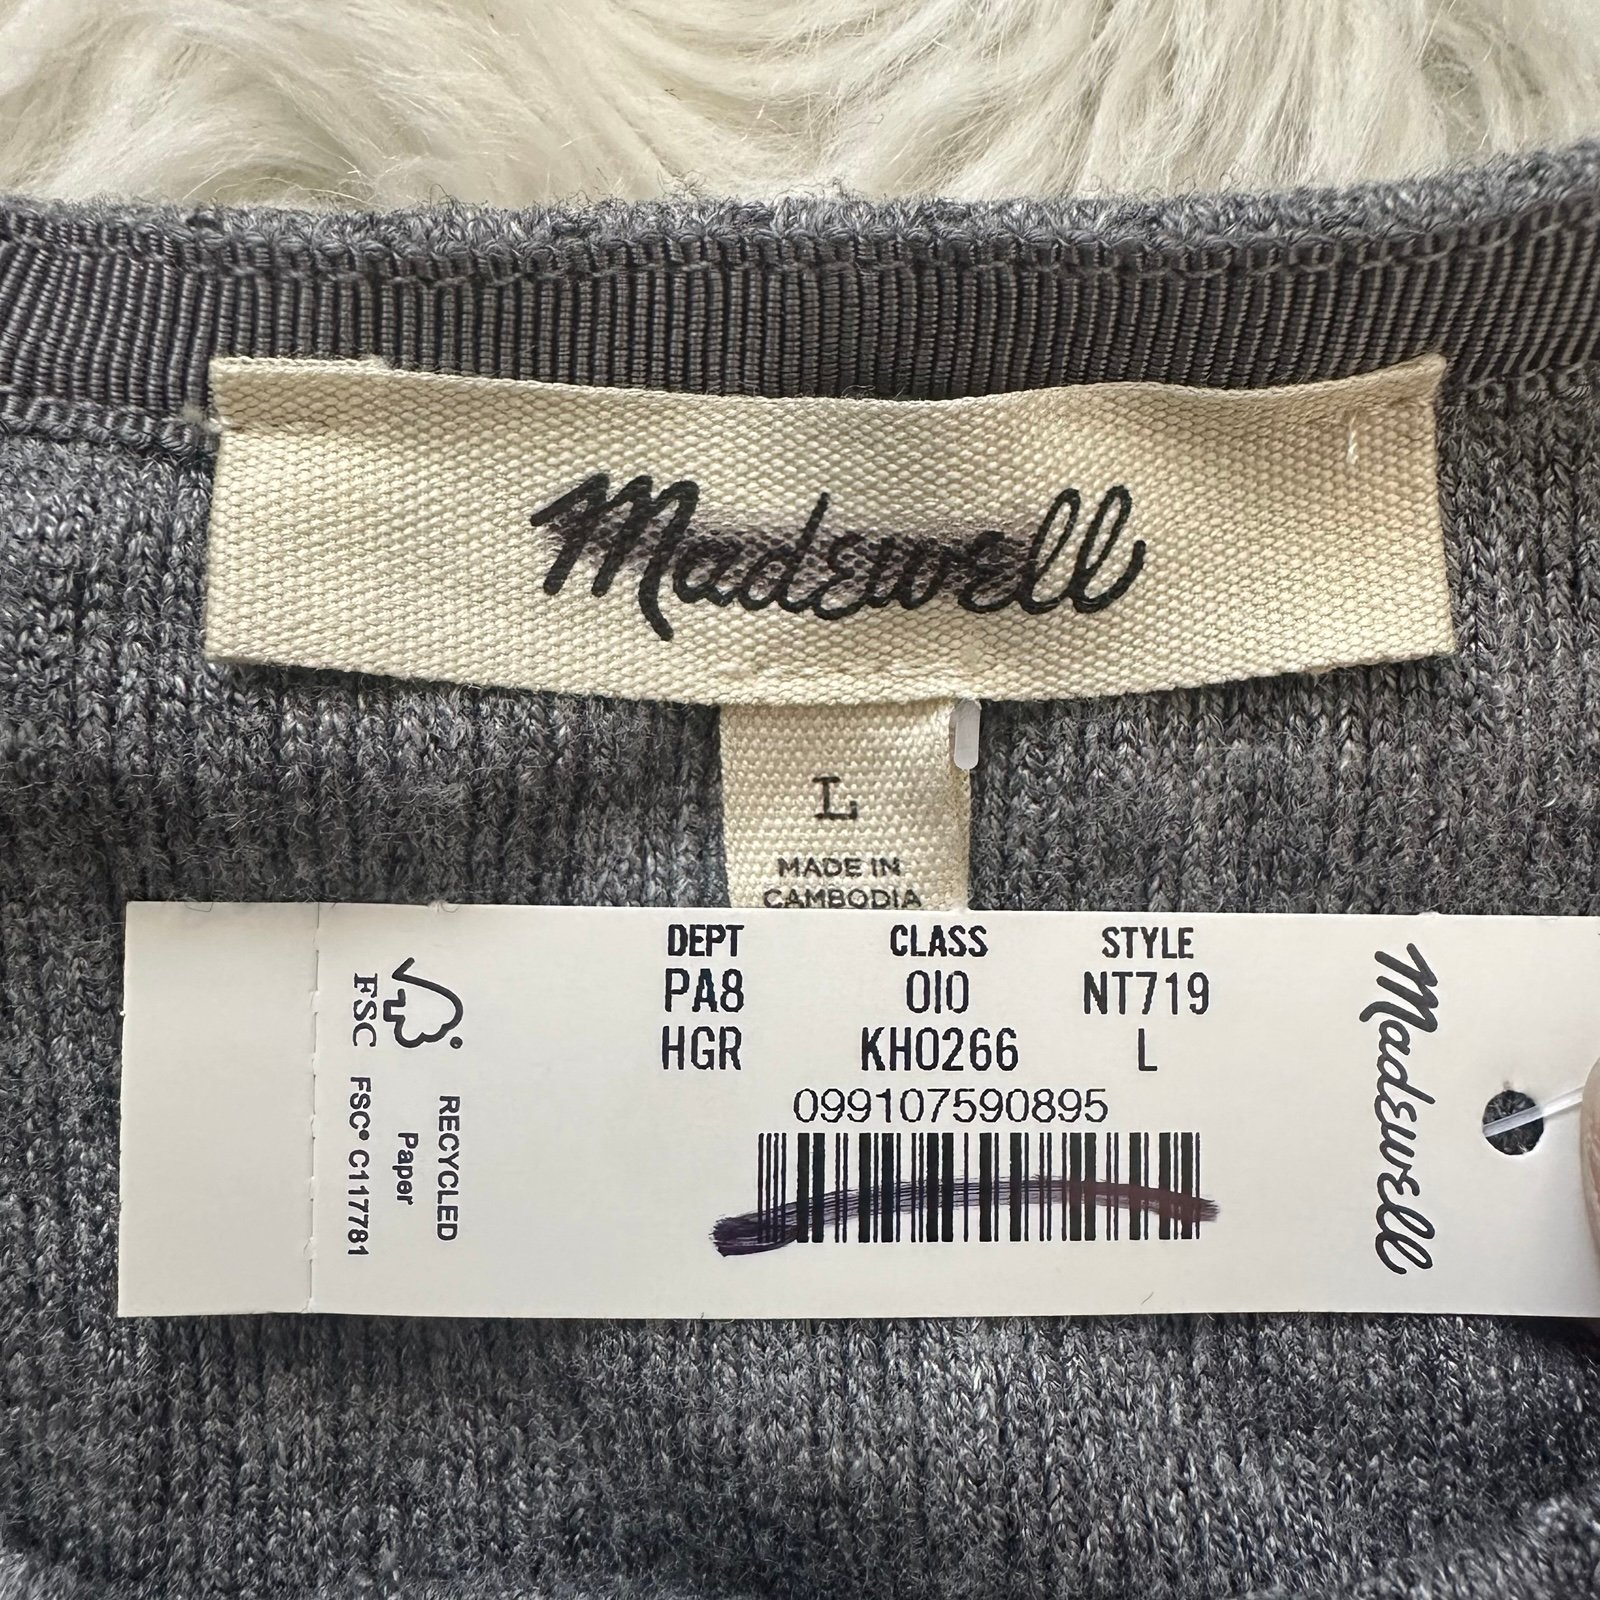 Madewell
L
MADE IN
CAMBODIA
DEPT CLASS STYLE
PA8 010 NT719
HGR KH0266 L
099107590895
FSC
FSC® C117781
RECYCLED
Paper
Madewell